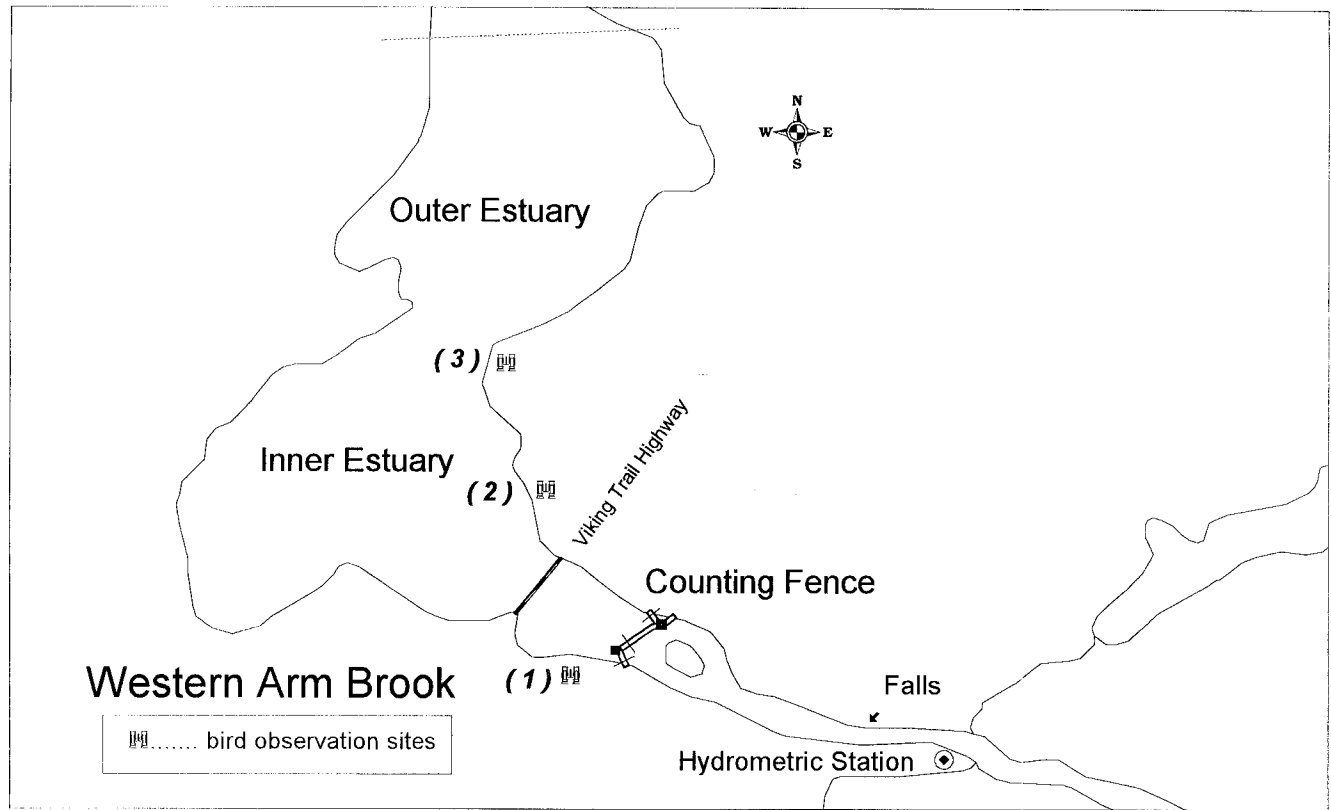 N
W E
S
Outer Estuary
(3)
Viking Trail Highway
Inner Estuary
(2)
Counting Fence
Western Arm Brook
(1)
Falls
....... bird observation sites
Hydrometric Station